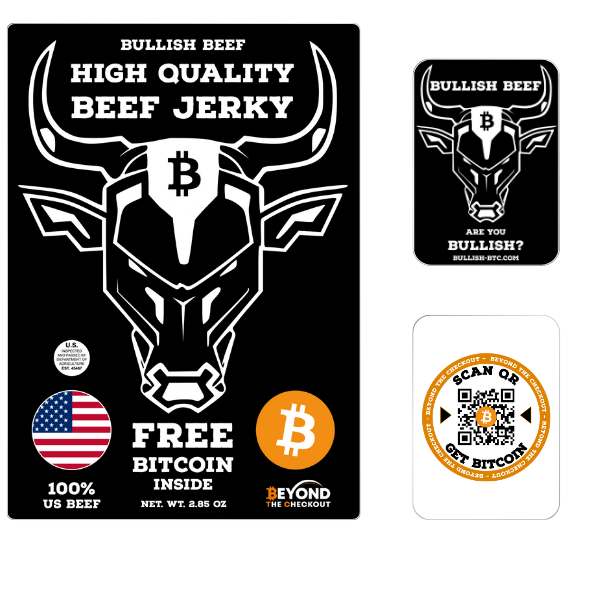 BULLISH BEEF
HIGH QUALITY
BEEF JERKY
U.S.
INSPECTED
AND PASSED BY
DEPARTMENT OF
AGRICULTURE
EST. 45467
100%
US BEEF
FREE
BITCOIN
INSIDE
NET. WT. 2.85 OZ
BEYOND
THE CHECKOUT
BULLISH BEEF
ARE YOU
BULLISH?
BULLISH-BTC.COM
BEYOND THE CHECKOUT - BEYOND THE CHECKOUT - BEYOND THE CHECKOUT - BEYOND THE CHECKOUT -
SCAN QR
GET BITCOIN